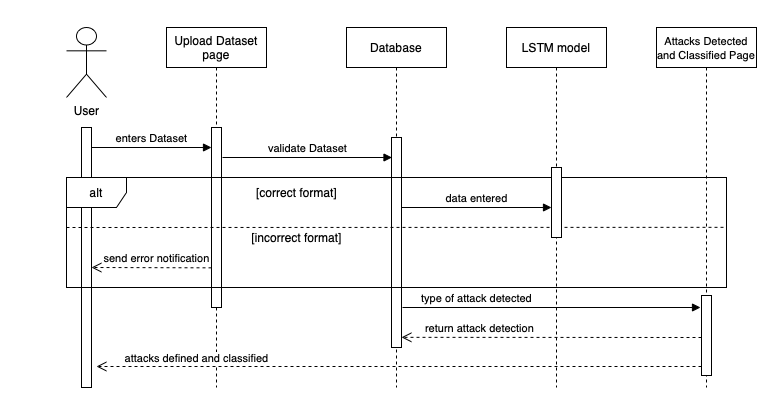 Upload Dataset
page
Database
LSTM model
Attacks Detected
and Classified Page
User
enters Dataset
validate Dataset
alt
[correct format]
data entered
[incorrect format]
send error notification
type of attack detected
return attack detection
attacks defined and classified